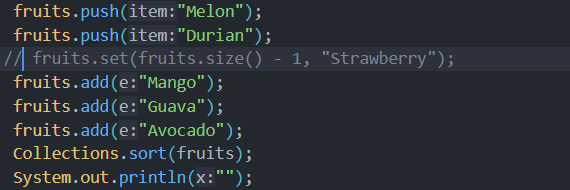 fruits.push(item:"Melon");
fruits.push(item:"Durian");
// fruits.set(fruits.size() - 1, "Strawberry");
fruits.add(e:"Mango");
fruits.add(e:"Guava");
fruits.add(e:"Avocado");
Collections.sort(fruits);
System.out.println(x:"");